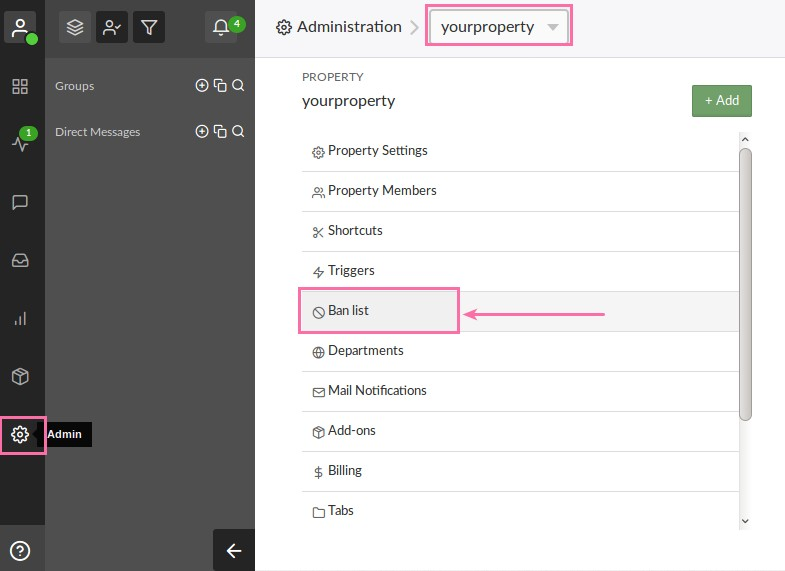 4
Administration
yourproperty
Groups
Direct Messages
1
Admin
PROPERTY
yourproperty
+ Add
Property Settings
Property Members
Shortcuts
Triggers
Ban list
Departments
Mail Notifications
Add-ons
Billing
Tabs